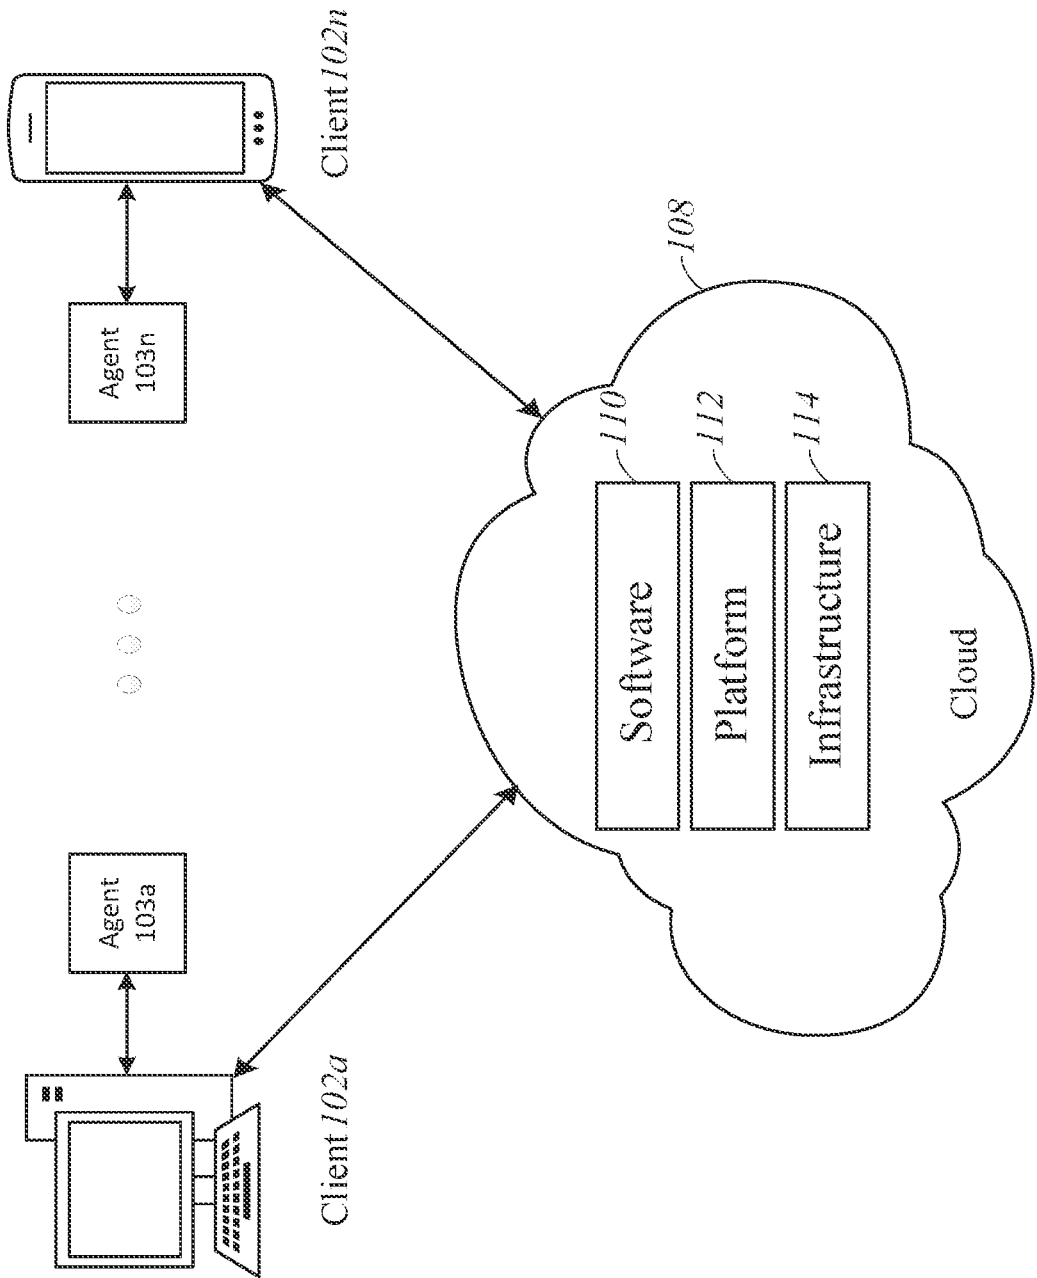 Agent
103a
Agent
103n
Client 102a
Client 102n
108
Software
110
Platform
112
Infrastructure
114
Cloud